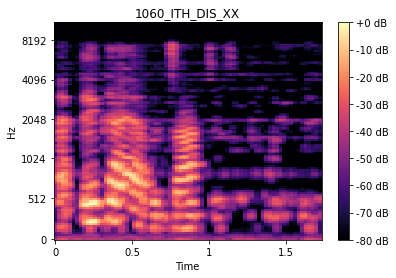 1060_ITH_DIS_XX
Hz
8192
4096
2048
1024
512
0
0 0.5 1 1.5
Time
+0 dB
-10 dB
-20 dB
-30 dB
-40 dB
-50 dB
-60 dB
-70 dB
-80 dB